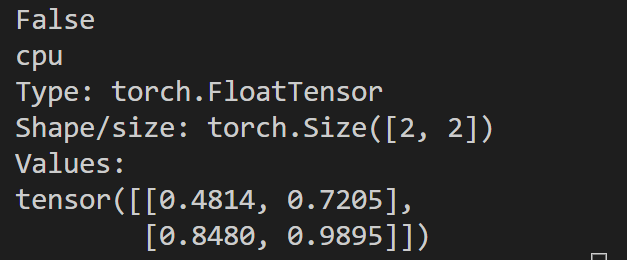 False
cpu
Type: torch.FloatTensor
Shape/size: torch.Size([2, 2])
Values:
tensor([[0.4814, 0.7205],
        [0.8480, 0.9895]])